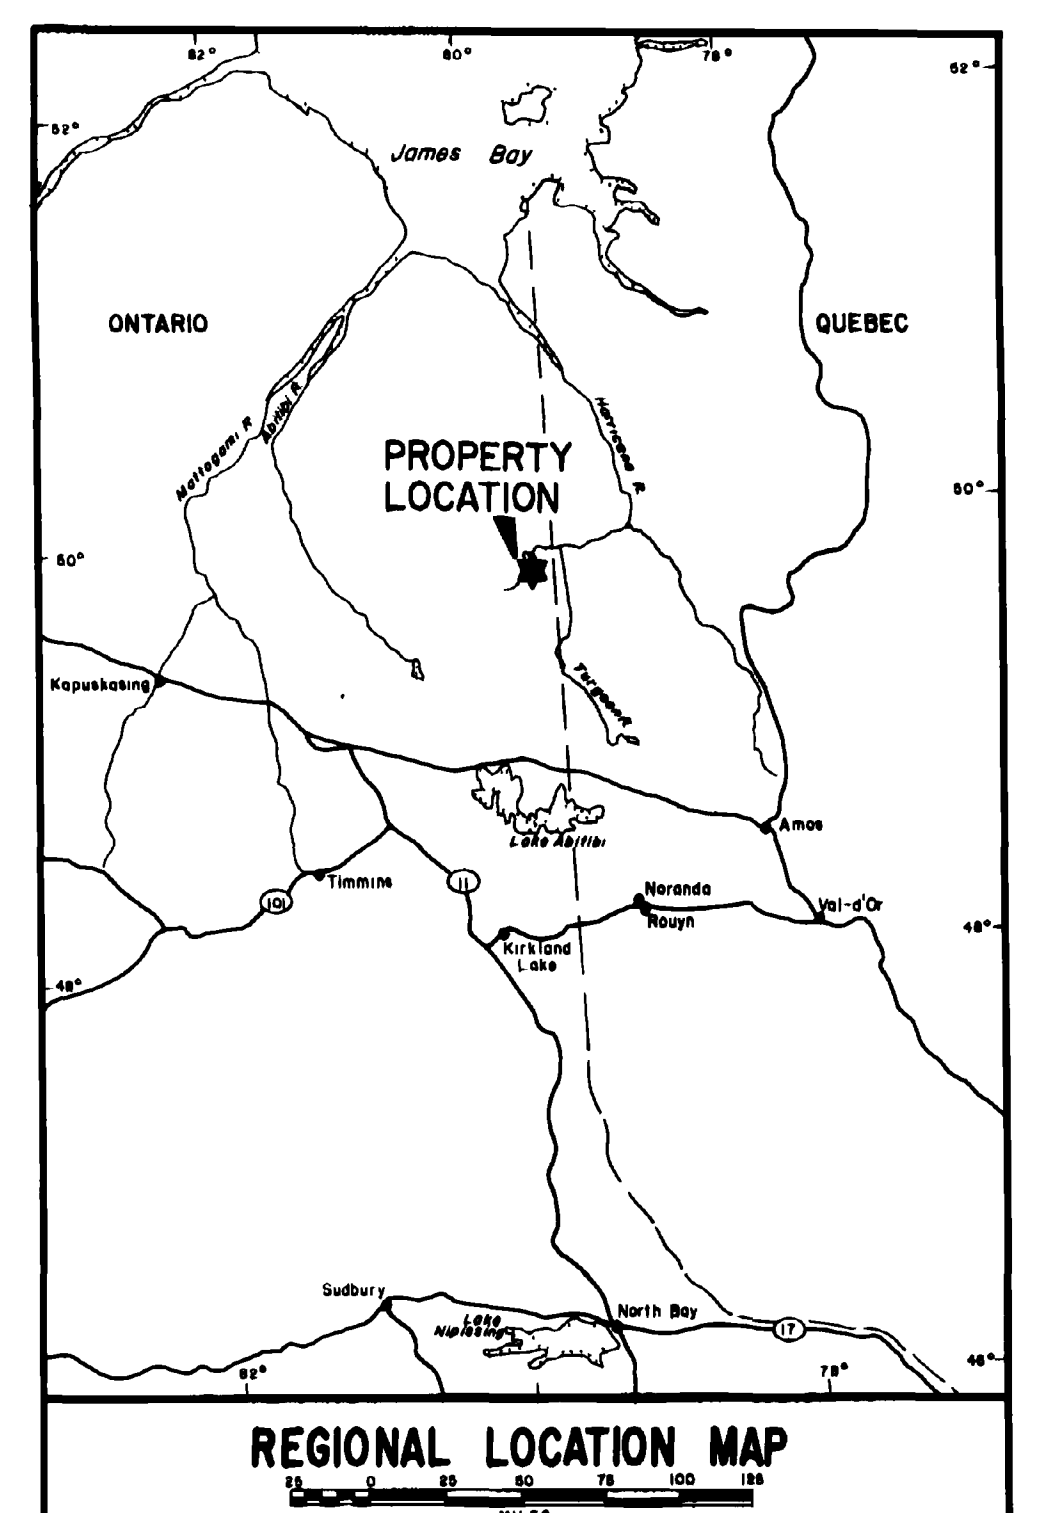 82°
80°
78°
52°
52°
James Bay
ONTARIO
QUEBEC
Mattagami R
Abitibi R
Harricana R
PROPERTY
LOCATION
50°
50°
Kapuskasing
Turgeon R
Lake Abitibi
Amos
Timmins
11
101
Noranda
Rouyn
Val-d'Or
Kirkland
Lake
48°
48°
Sudbury
North Bay
17
Lake
Nipissing
46°
82°
78°
REGIONAL LOCATION MAP
25 0 25 50 75 100 125
MILES